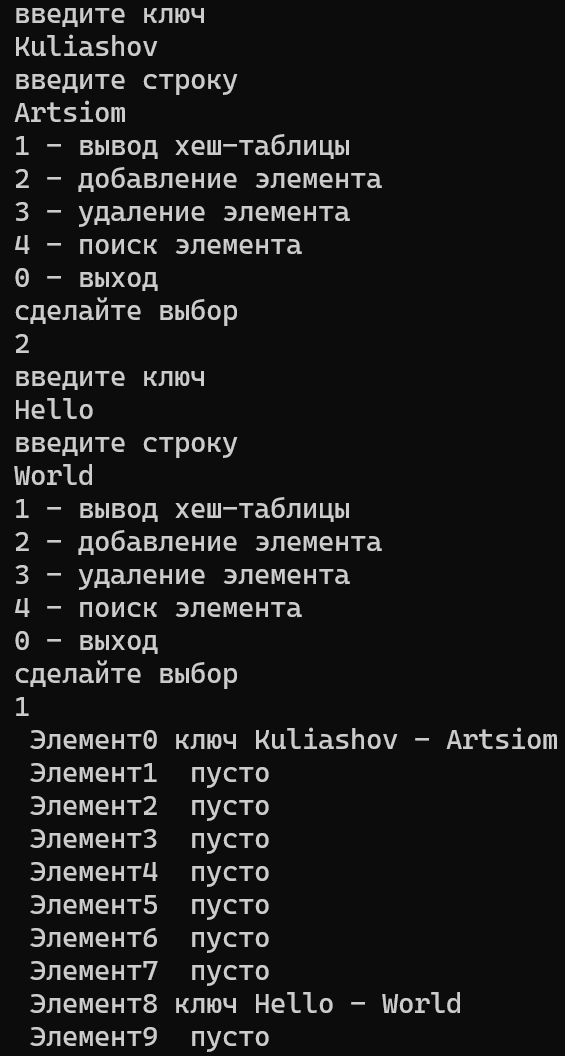 введите ключ
Kuliashov
введите строку
Artsiom
1 - вывод хеш-таблицы
2 - добавление элемента
3 - удаление элемента
4 - поиск элемента
0 - выход
сделайте выбор
2
введите ключ
Hello
введите строку
World
1 - вывод хеш-таблицы
2 - добавление элемента
3 - удаление элемента
4 - поиск элемента
0 - выход
сделайте выбор
1
Элемент0 ключ Kuliashov - Artsiom
Элемент1  пусто
Элемент2  пусто
Элемент3  пусто
Элемент4  пусто
Элемент5  пусто
Элемент6  пусто
Элемент7  пусто
Элемент8 ключ Hello - World
Элемент9  пусто